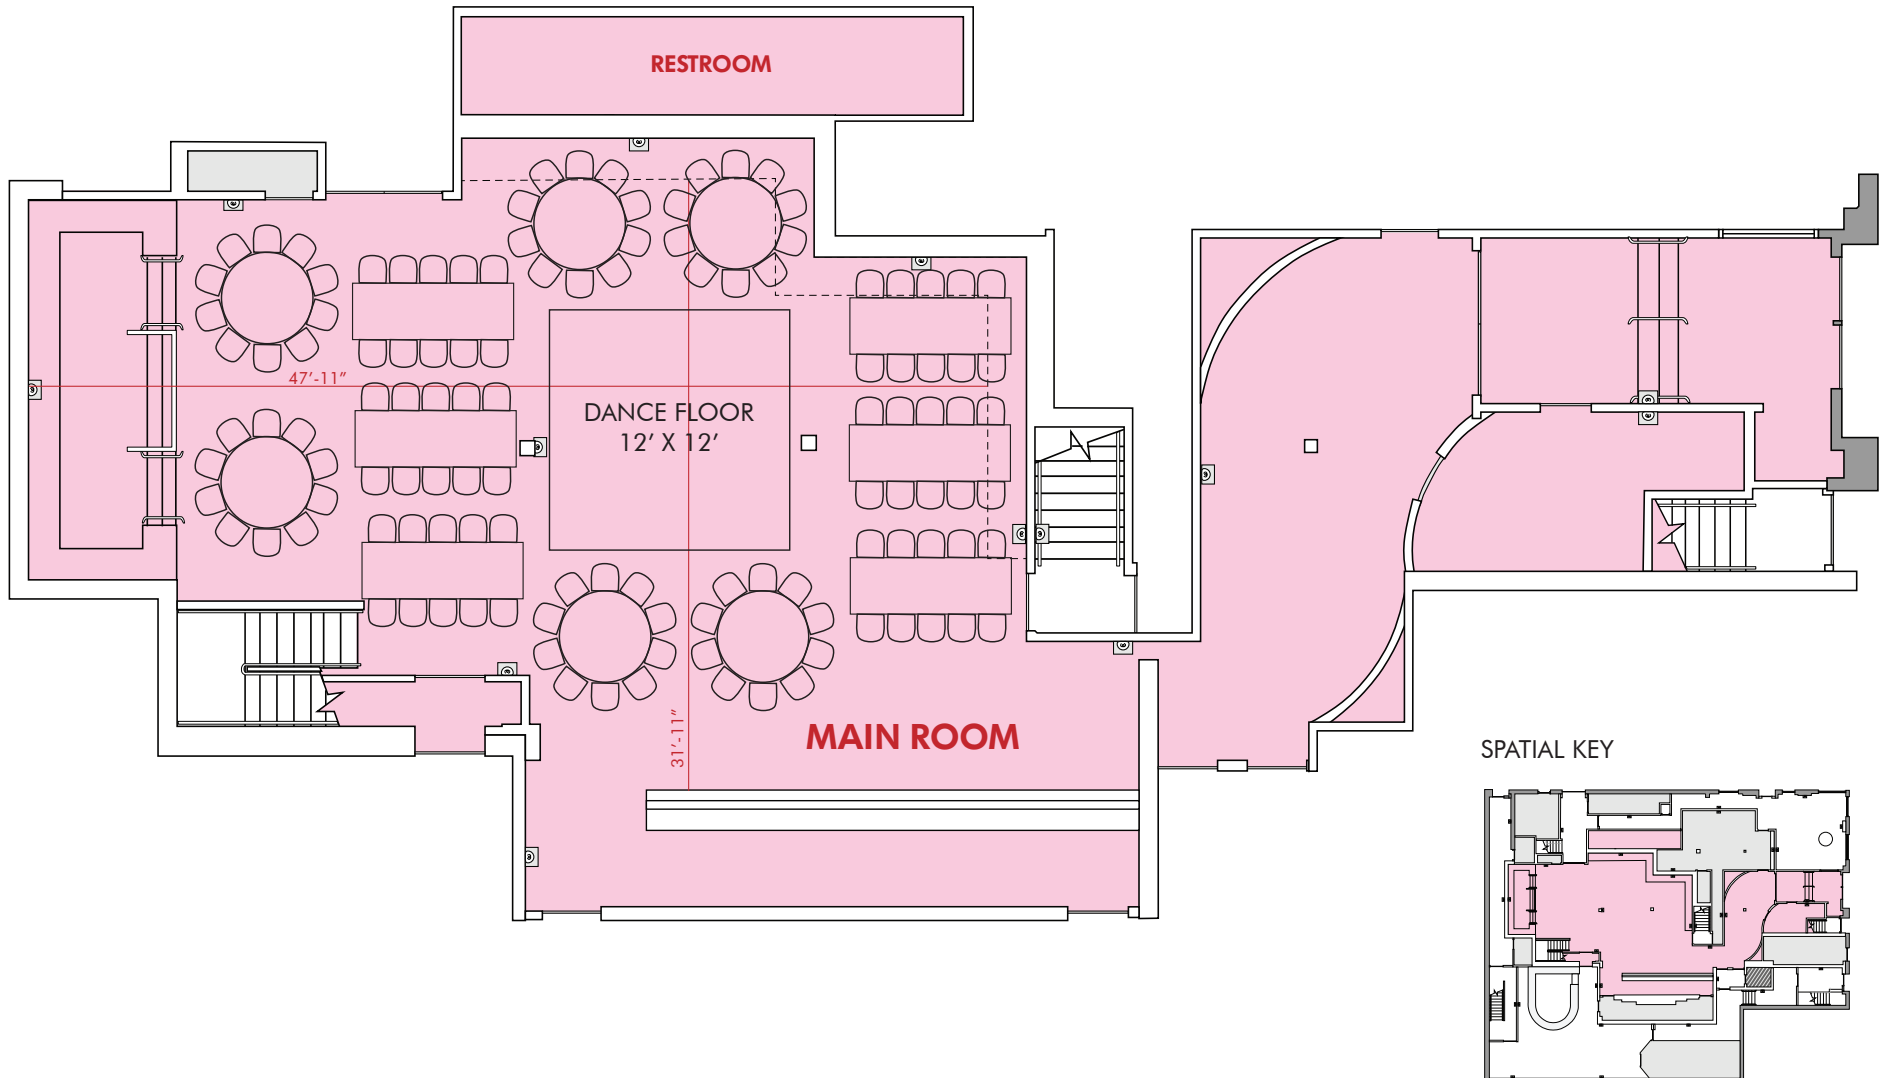 RESTROOM
47'-11"
DANCE FLOOR
12' X 12'
31'-11"
MAIN ROOM
SPATIAL KEY